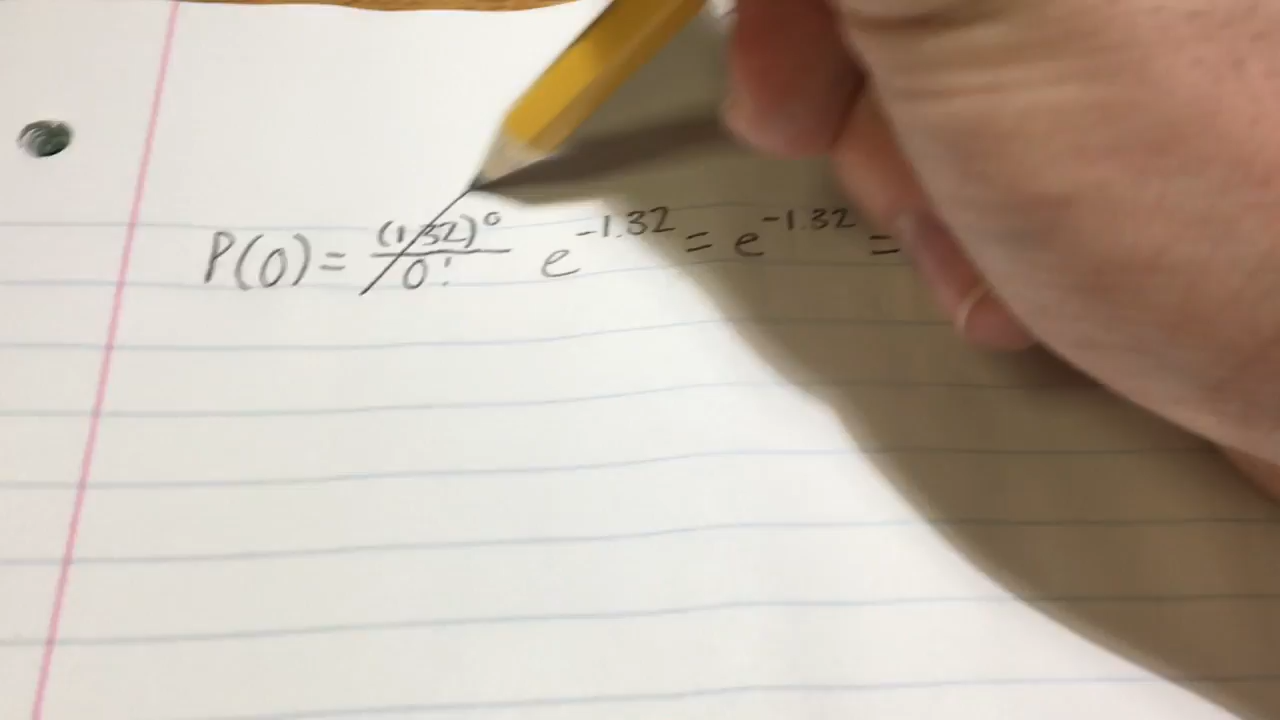 P(0) = (1.32)⁰/0! e^-1.32 = e^-1.32 =